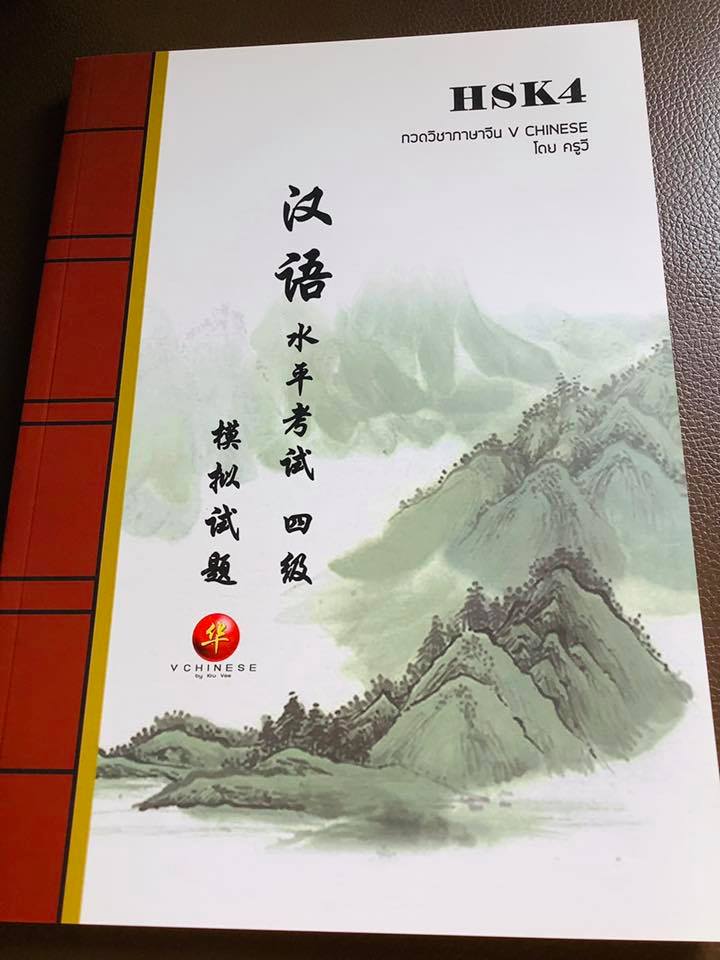 HSK4
กวดวิชาภาษาจีน V CHINESE
โดย ครูวี
汉语水平考试 四级
模拟试题
华
V CHINESE
by Kru Vee